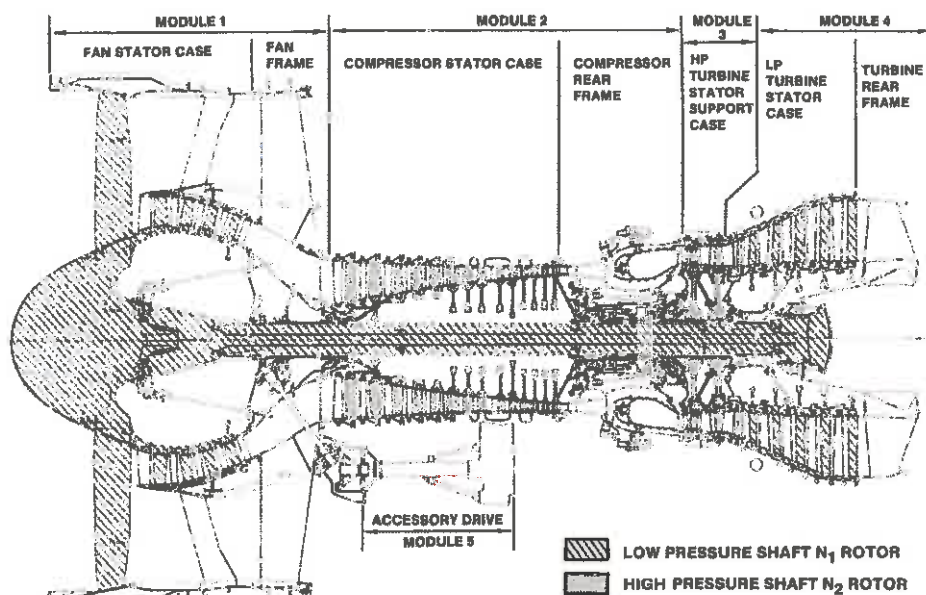 MODULE 1
MODULE 2
MODULE
3
MODULE 4
FAN STATOR CASE
FAN
FRAME
COMPRESSOR STATOR CASE
COMPRESSOR
REAR
FRAME
HP
TURBINE
STATOR
SUPPORT
CASE
LP
TURBINE
STATOR
CASE
TURBINE
REAR
FRAME
ACCESSORY DRIVE
MODULE 5
LOW PRESSURE SHAFT N1 ROTOR
HIGH PRESSURE SHAFT N2 ROTOR